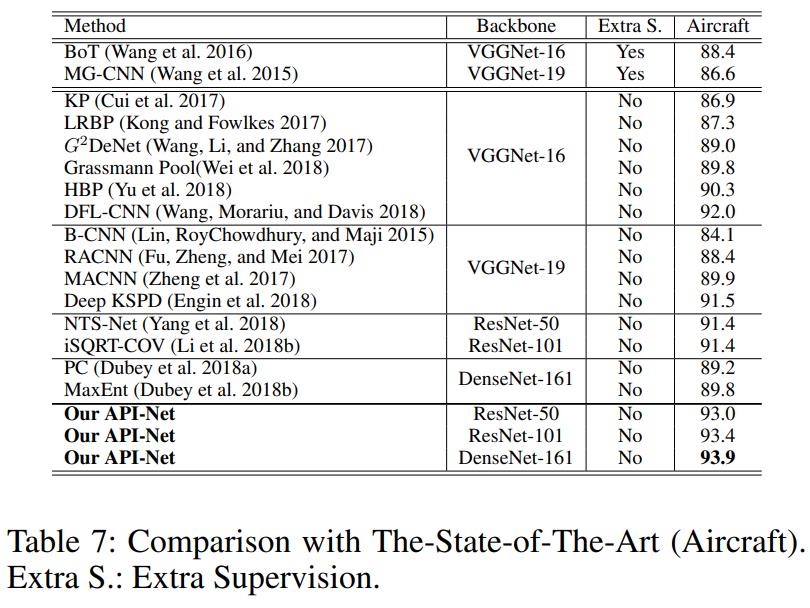 Method Backbone Extra S. Aircraft
BoT (Wang et al. 2016) VGGNet-16 Yes 88.4
MG-CNN (Wang et al. 2015) VGGNet-19 Yes 86.6
KP (Cui et al. 2017) No 86.9
LRBP (Kong and Fowlkes 2017) No 87.3
G²DeNet (Wang, Li, and Zhang 2017) No 89.0
VGGNet-16
Grassmann Pool(Wei et al. 2018) No 89.8
HBP (Yu et al. 2018) No 90.3
DFL-CNN (Wang, Morariu, and Davis 2018) No 92.0
B-CNN (Lin, RoyChowdhury, and Maji 2015) No 84.1
RACNN (Fu, Zheng, and Mei 2017) No 88.4
VGGNet-19
MACNN (Zheng et al. 2017) No 89.9
Deep KSPD (Engin et al. 2018) No 91.5
NTS-Net (Yang et al. 2018) ResNet-50 No 91.4
iSQRT-COV (Li et al. 2018b) ResNet-101 No 91.4
PC (Dubey et al. 2018a) No 89.2
DenseNet-161
MaxEnt (Dubey et al. 2018b) No 89.8
Our API-Net ResNet-50 No 93.0
Our API-Net ResNet-101 No 93.4
Our API-Net DenseNet-161 No 93.9
Table 7: Comparison with The-State-of-The-Art (Aircraft).
Extra S.: Extra Supervision.